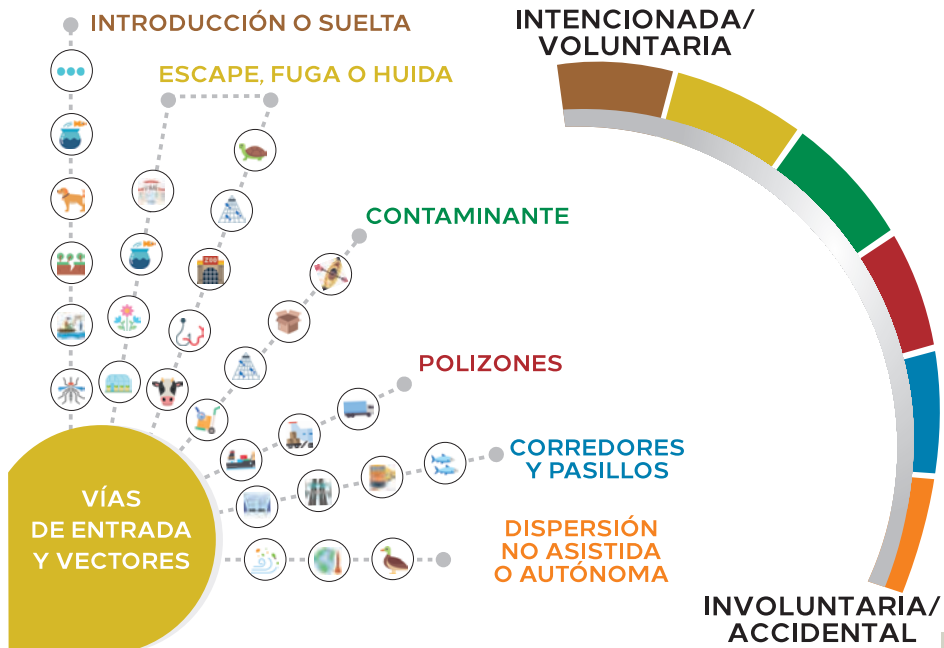 INTRODUCCIÓN O SUELTA
ESCAPE, FUGA O HUIDA
CONTAMINANTE
POLIZONES
CORREDORES
Y PASILLOS
DISPERSIÓN
NO ASISTIDA
O AUTÓNOMA
VÍAS
DE ENTRADA
Y VECTORES
ZOO
INTENCIONADA/
VOLUNTARIA
INVOLUNTARIA/
ACCIDENTAL